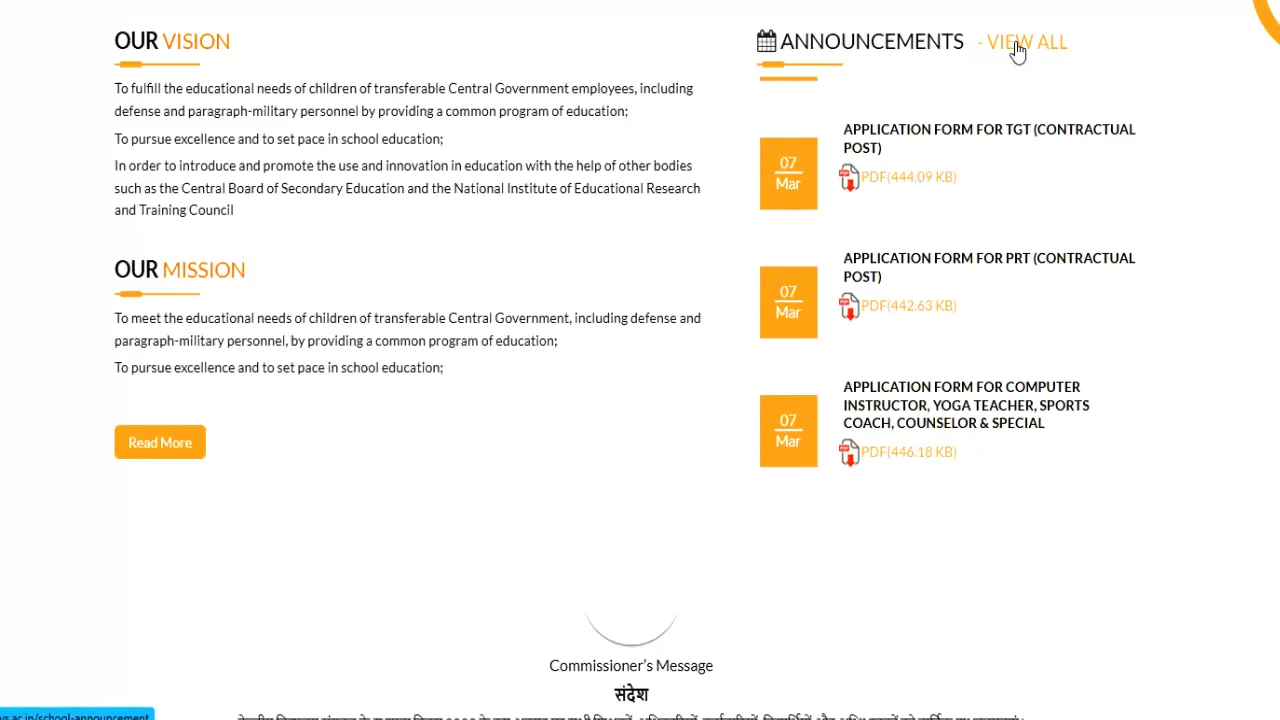 OUR VISION
To fulfill the educational needs of children of transferable Central Government employees, including
defense and paragraph-military personnel by providing a common program of education;
To pursue excellence and to set pace in school education;
In order to introduce and promote the use and innovation in education with the help of other bodies
such as the Central Board of Secondary Education and the National Institute of Educational Research
and Training Council
OUR MISSION
To meet the educational needs of children of transferable Central Government, including defense and
paragraph-military personnel, by providing a common program of education;
To pursue excellence and to set pace in school education;
Read More
ANNOUNCEMENTS - VIEW ALL
07
Mar
APPLICATION FORM FOR TGT (CONTRACTUAL
POST)
PDF(444.09 KB)
07
Mar
APPLICATION FORM FOR PRT (CONTRACTUAL
POST)
PDF(442.63 KB)
07
Mar
APPLICATION FORM FOR COMPUTER
INSTRUCTOR, YOGA TEACHER, SPORTS
COACH, COUNSELOR & SPECIAL
PDF(446.18 KB)
Commissioner's Message
संदेश
vs.ac.in/school-announcement